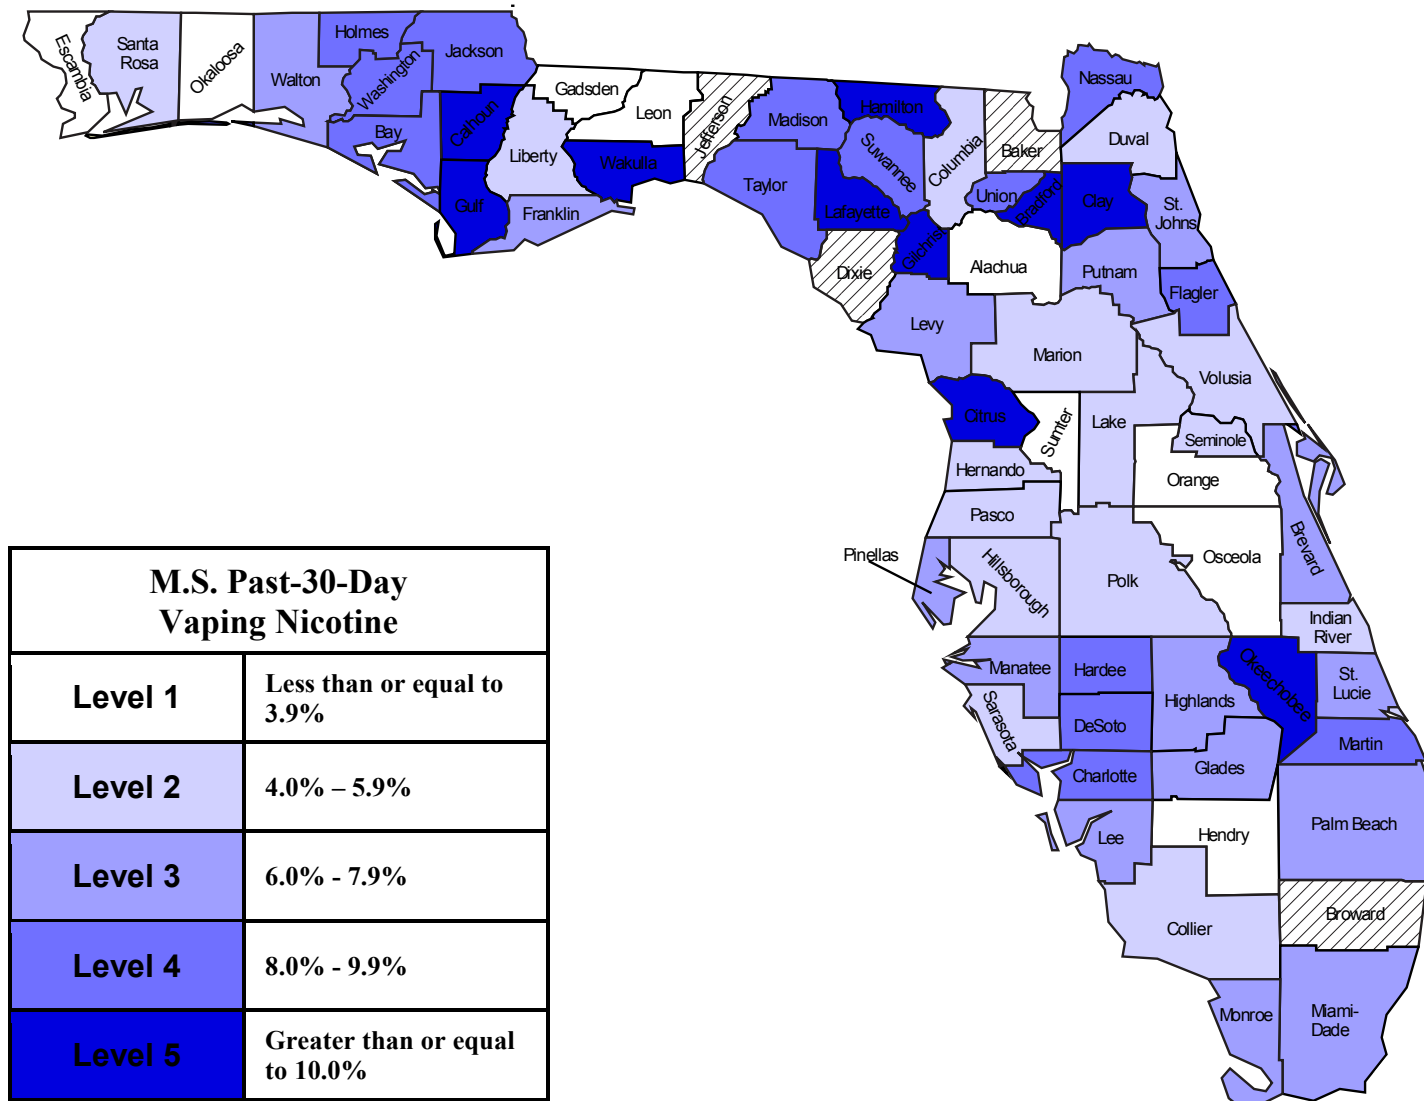 Escambia
Santa
Rosa
Okaloosa
Walton
Holmes
Washington
Jackson
Bay
Calhoun
Gulf
Liberty
Franklin
Gadsden
Leon
Wakulla
Jefferson
Madison
Taylor
Hamilton
Suwannee
Lafayette
Dixie
Columbia
Gilchrist
Baker
Union
Bradford
Nassau
Duval
Clay
St.
Johns
Alachua
Putnam
Flagler
Levy
Marion
Volusia
Citrus
Sumter
Lake
Seminole
Hernando
Orange
Pasco
Pinellas
Hillsborough
Polk
Osceola
Brevard
Indian
River
Manatee
Hardee
Highlands
Okeechobee
St.
Lucie
Sarasota
DeSoto
Martin
Charlotte
Glades
Lee
Hendry
Palm Beach
Collier
Broward
Monroe
Miami-
Dade
M.S. Past-30-Day
Vaping Nicotine
Level 1
Less than or equal to
3.9%
Level 2
4.0% – 5.9%
Level 3
6.0% - 7.9%
Level 4
8.0% - 9.9%
Level 5
Greater than or equal
to 10.0%